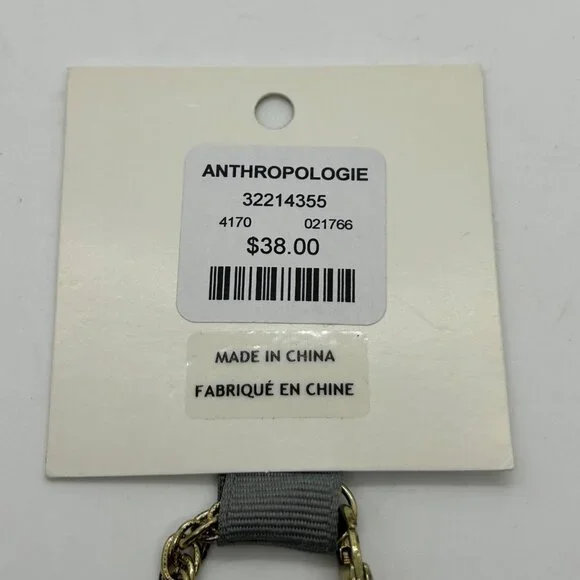 ANTHROPOLOGIE
32214355
4170 021766
$38.00
MADE IN CHINA
FABRIQUÉ EN CHINE